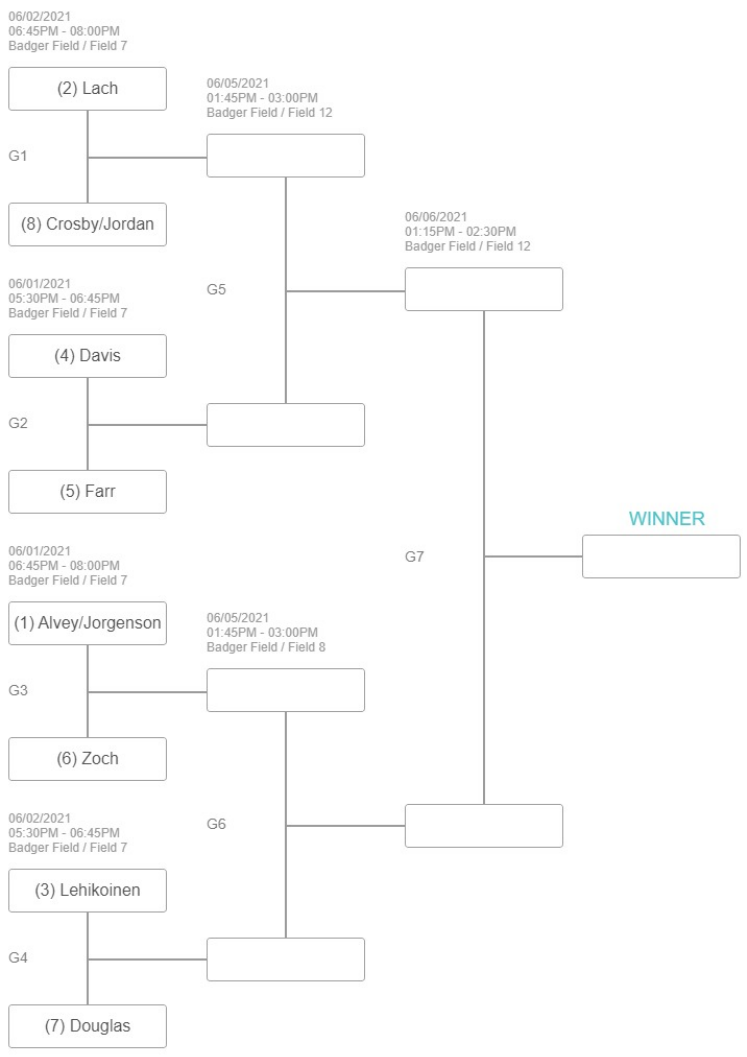 06/02/2021
06:45PM - 08:00PM
Badger Field / Field 7
(2) Lach
G1
(8) Crosby/Jordan
06/01/2021
05:30PM - 06:45PM
Badger Field / Field 7
(4) Davis
G2
(5) Farr
06/01/2021
06:45PM - 08:00PM
Badger Field / Field 7
(1) Alvey/Jorgenson
G3
(6) Zoch
06/02/2021
05:30PM - 06:45PM
Badger Field / Field 7
(3) Lehikoinen
G4
(7) Douglas
06/05/2021
01:45PM - 03:00PM
Badger Field / Field 12
G5
06/05/2021
01:45PM - 03:00PM
Badger Field / Field 8
G6
06/06/2021
01:15PM - 02:30PM
Badger Field / Field 12
G7
WINNER